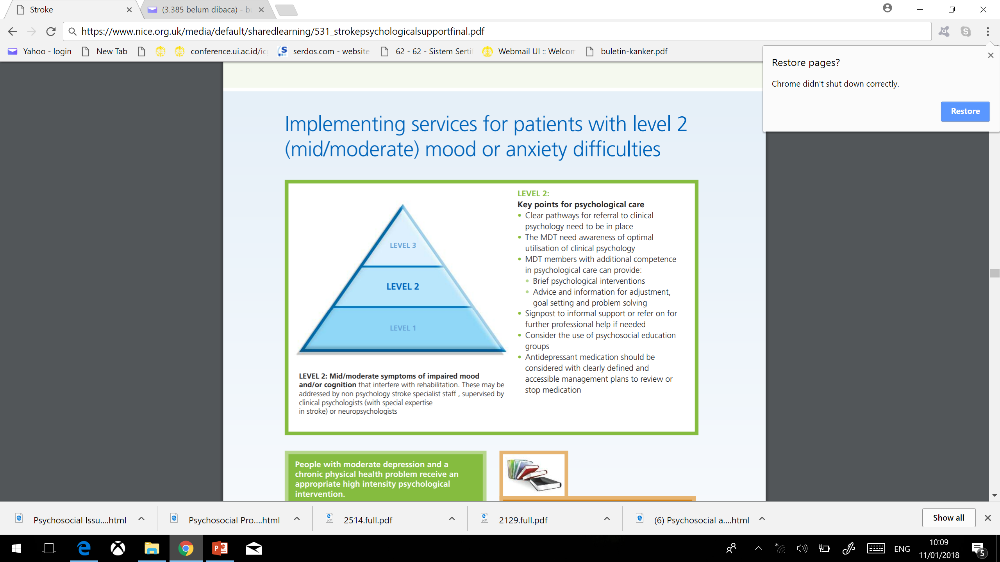 Stroke
(3.385 belum dibaca) - bu
https://www.nice.org.uk/media/default/sharedlearning/531_strokepsychologicalsupportfinal.pdf
Yahoo - login New Tab conference.ui.ac.id/ic serdos.com - website 62 - 62 - Sistem Serti Webmail UI :: Welcom buletin-kanker.pdf
Restore pages?
Chrome didn't shut down correctly.
Restore
Implementing services for patients with level 2
(mid/moderate) mood or anxiety difficulties
LEVEL 3
LEVEL 2
LEVEL 1
LEVEL 2: Mid/moderate symptoms of impaired mood
and/or cognition that interfere with rehabilitation. These may be
addressed by non psychology stroke specialist staff , supervised by
clinical psychologists (with special expertise
in stroke) or neuropsychologists
LEVEL 2:
Key points for psychological care
• Clear pathways for referral to clinical
psychology need to be in place
• The MDT need awareness of optimal
utilisation of clinical psychology
• MDT members with additional competence
in psychological care can provide:
• Brief psychological interventions
• Advice and information for adjustment,
goal setting and problem solving
• Signpost to informal support or refer on for
further professional help if needed
• Consider the use of psychosocial education
groups
• Antidepressant medication should be
considered with clearly defined and
accessible management plans to review or
stop medication
People with moderate depression and a
chronic physical health problem receive an
appropriate high intensity psychological
intervention.
Psychosocial Issu....html Psychosocial Pro....html 2514.full.pdf 2129.full.pdf (6) Psychosocial a....html Show all
ENG
10:09
11/01/2018
5